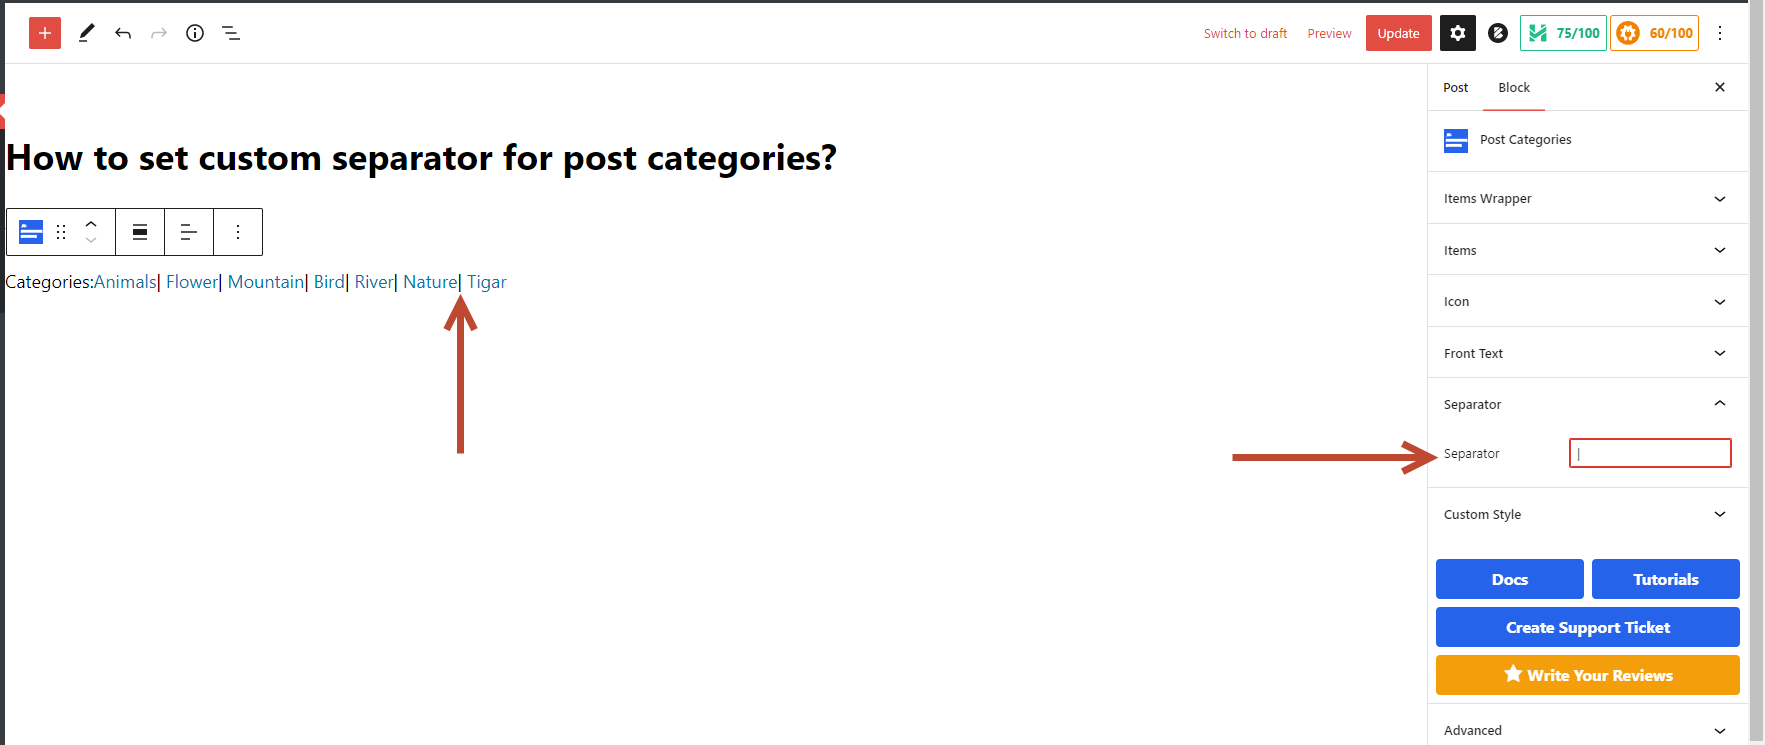 Switch to draft Preview Update 75/100 60/100
Post Block
Post Categories
How to set custom separator for post categories?
Items Wrapper
Items
Categories:Animals| Flower| Mountain| Bird| River| Nature| Tigar
Icon
Front Text
Separator
Separator |
Custom Style
Docs Tutorials
Create Support Ticket
Write Your Reviews
Advanced